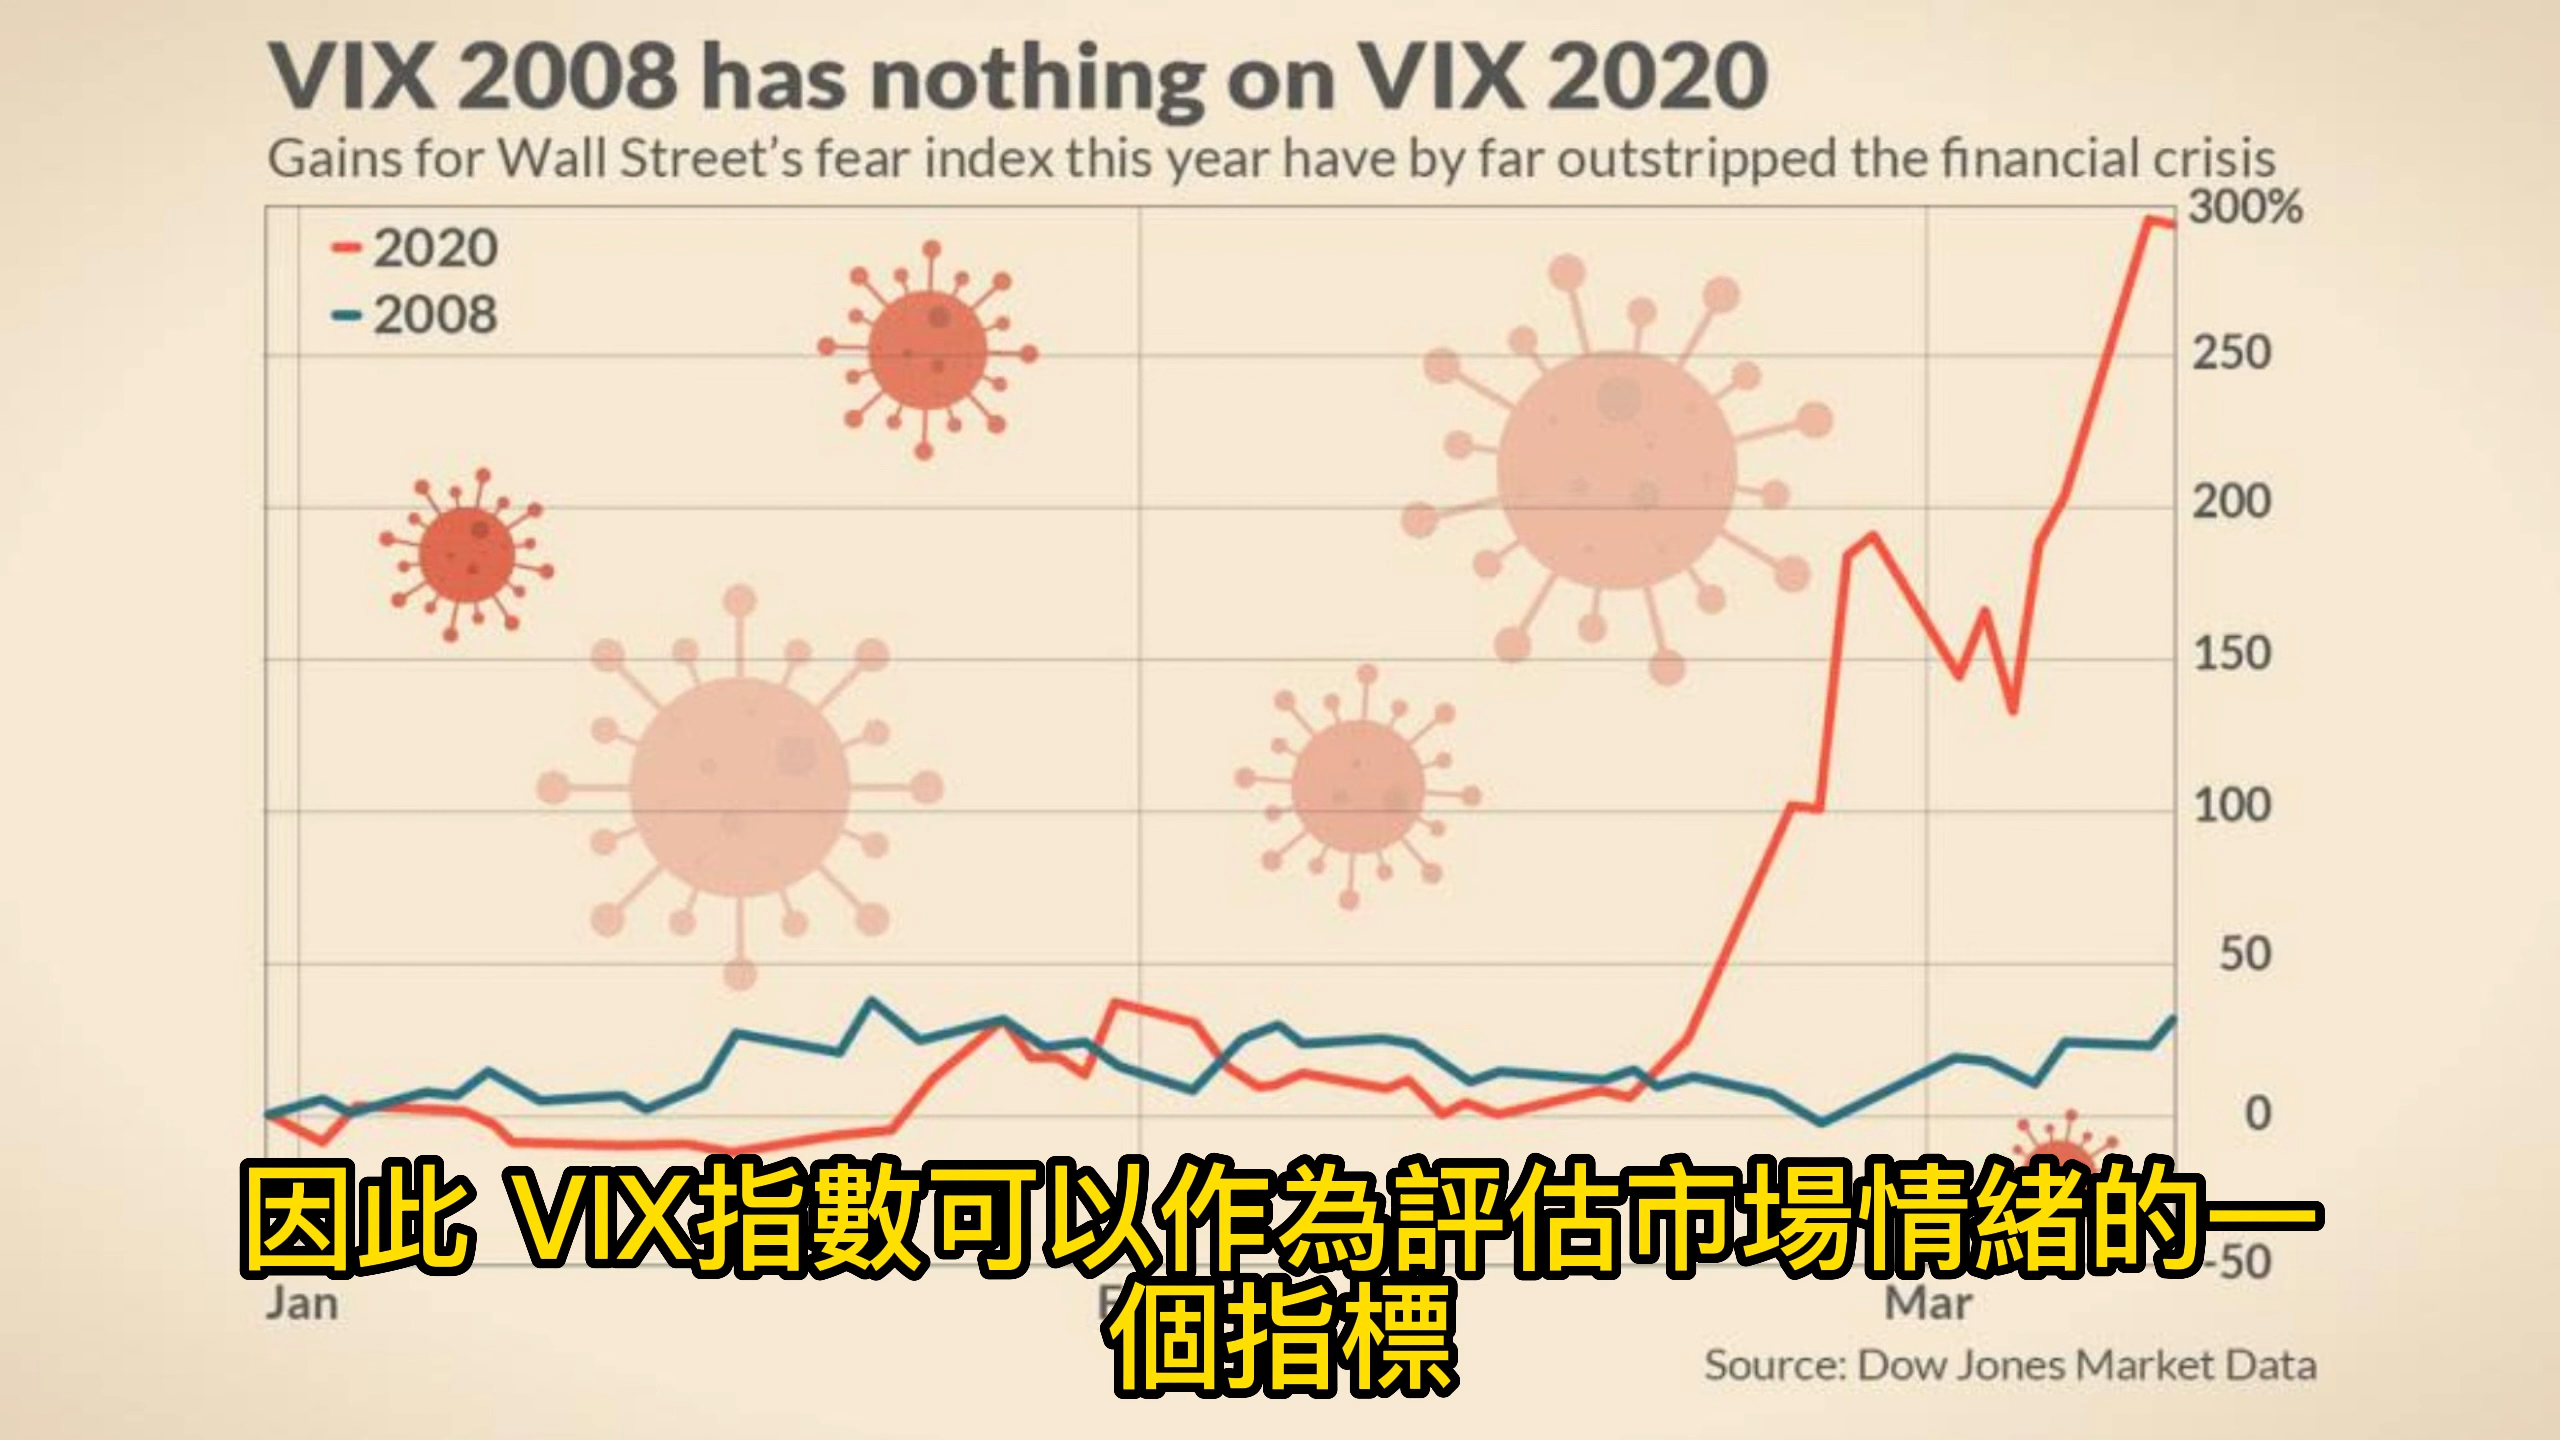 VIX 2008 has nothing on VIX 2020
Gains for Wall Street's fear index this year have by far outstripped the financial crisis
300%
2020
2008
250
200
150
100
50
0
因此 VIX指數可以作為評估市場情緒的一
個指標
-50
Jan
Mar
Source: Dow Jones Market Data